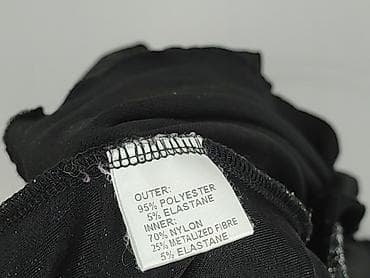 OUTER:
95% POLYESTER
5% ELASTANE
INNER:
70% NYLON
25% METALIZED FIBRE
5% ELASTANE